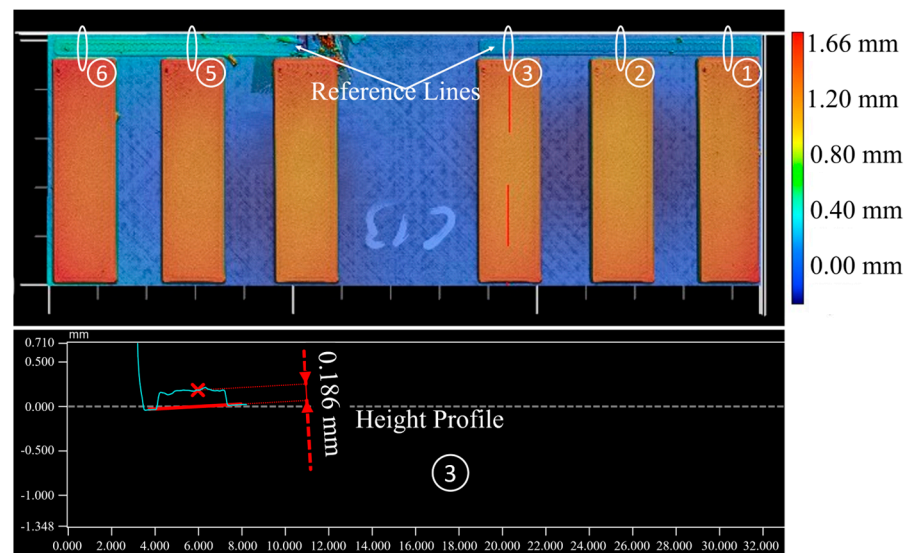 6
5
3
2
1
Reference Lines
C13
1.66 mm
1.20 mm
0.80 mm
0.40 mm
0.00 mm
mm
0.710
0.500
0.000
-0.500
-1.000
-1.348
0.186 mm
Height Profile
3
0.000 2.000 4.000 6.000 8.000 10.000 12.000 14.000 16.000 18.000 20.000 22.000 24.000 26.000 28.000 30.000 32.000